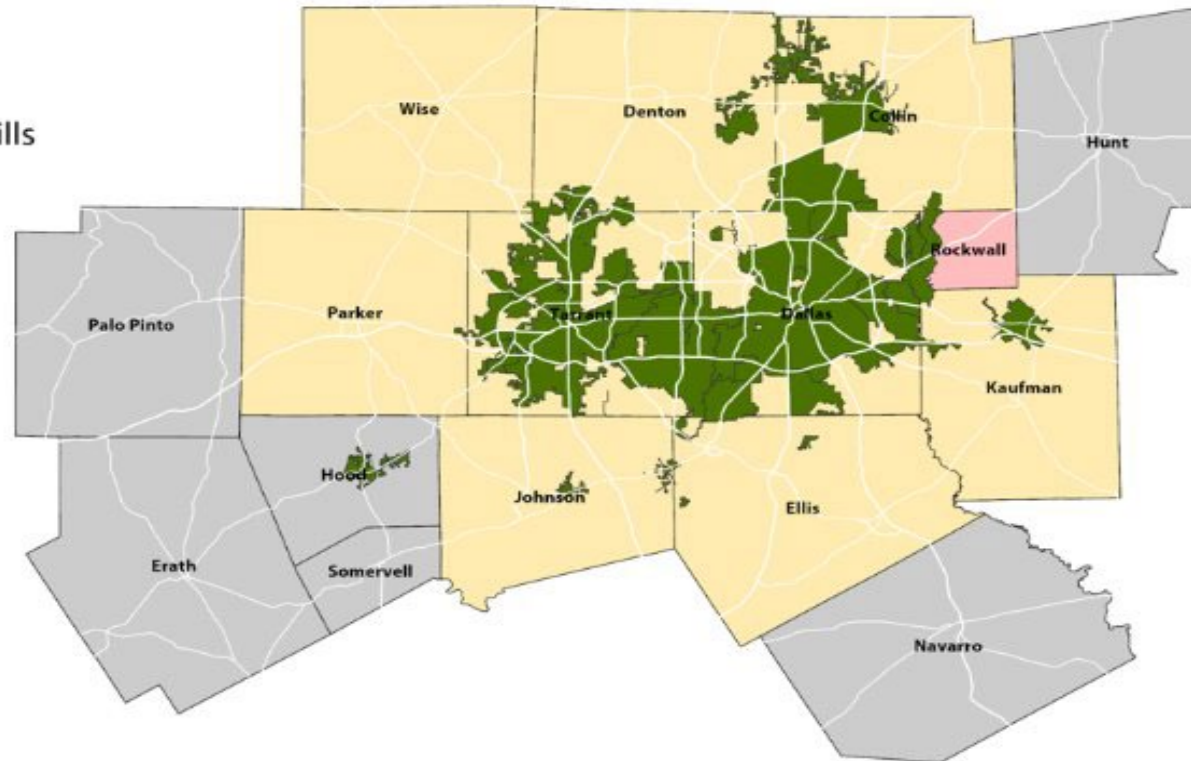 ills
Wise
Denton
Collin
Hunt
Rockwall
Palo Pinto
Parker
Tarrant
Dallas
Kaufman
Hood
Johnson
Ellis
Erath
Somervell
Navarro